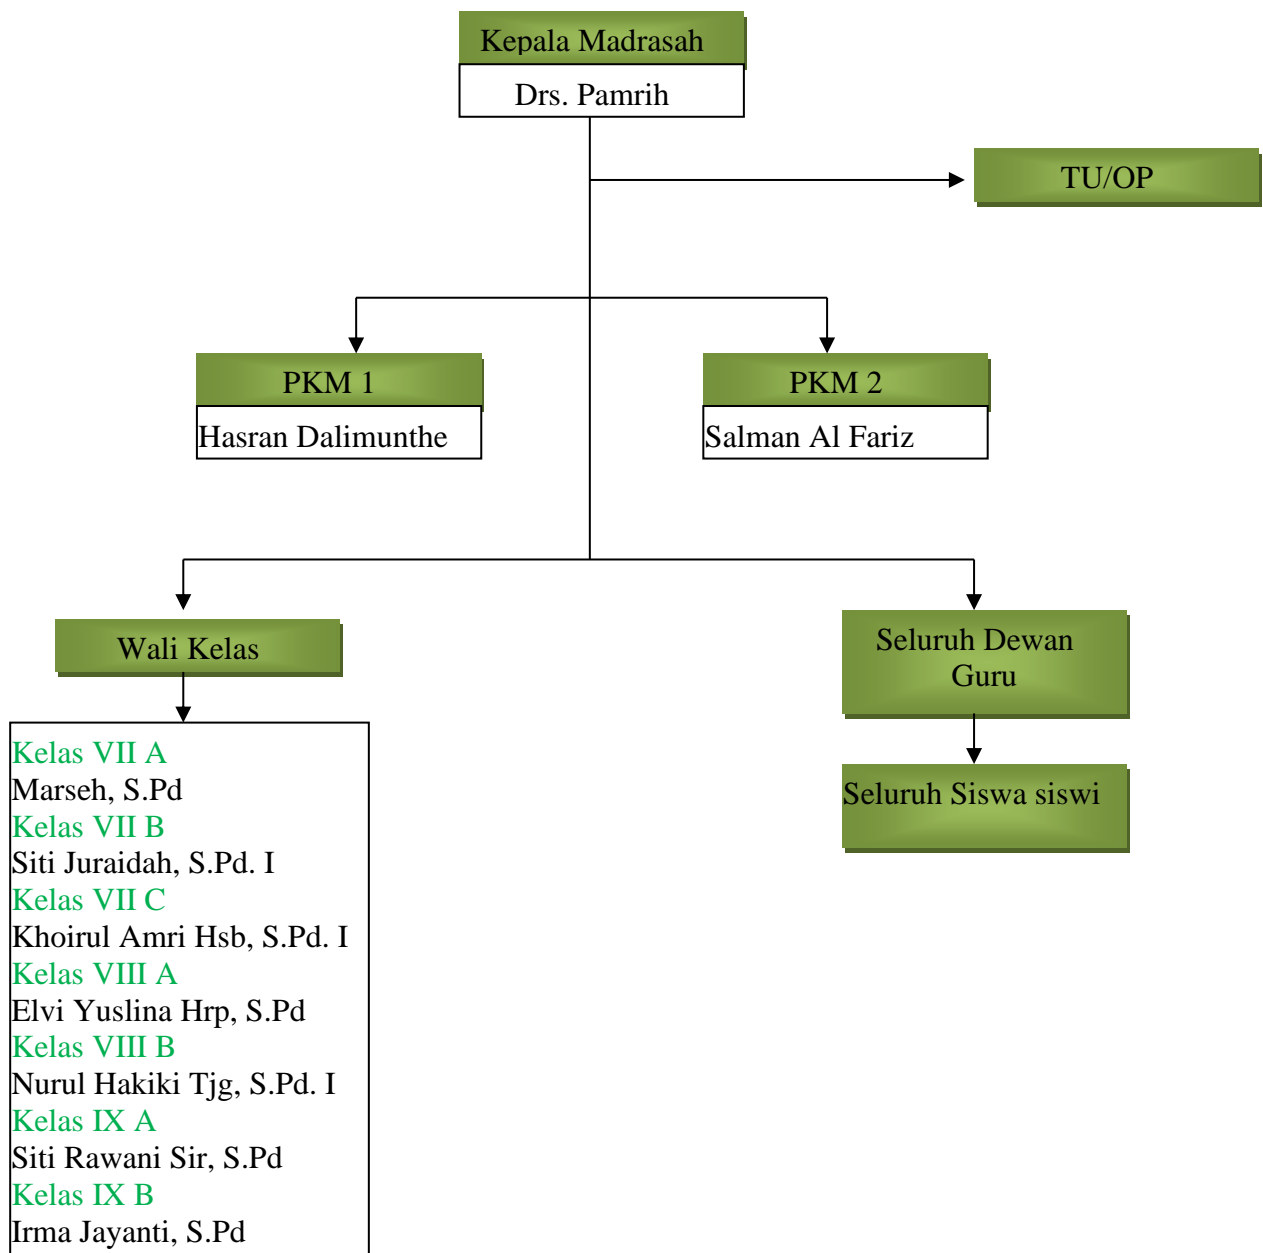 Kepala Madrasah
Drs. Pamrih
TU/OP
PKM 1
Hasran Dalimunthe
PKM 2
Salman Al Fariz
Wali Kelas
Kelas VII A
Marseh, S.Pd
Kelas VII B
Siti Juraidah, S.Pd. I
Kelas VII C
Khoirul Amri Hsb, S.Pd. I
Kelas VIII A
Elvi Yuslina Hrp, S.Pd
Kelas VIII B
Nurul Hakiki Tjg, S.Pd. I
Kelas IX A
Siti Rawani Sir, S.Pd
Kelas IX B
Irma Jayanti, S.Pd
Seluruh Dewan
Guru
Seluruh Siswa siswi